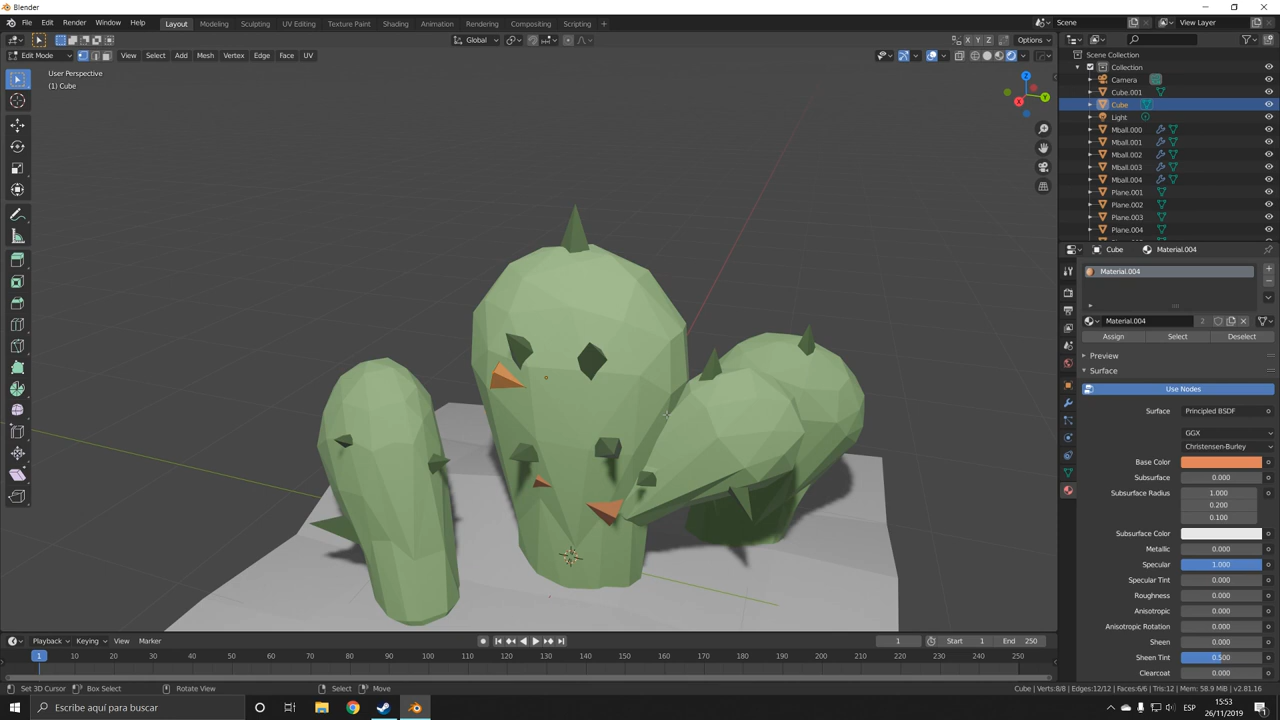 Blender
File Edit Render Window Help
Layout Modeling Sculpting UV Editing Texture Paint Shading Animation Rendering Compositing Scripting +
Scene
View Layer
Global
X Y Z
Options
Edit Mode
View Select Add Mesh Vertex Edge Face UV
User Perspective
(1) Cube
Z
Y
X
Scene Collection
Collection
Camera
Cube.001
Cube
Light
Mball.000
Mball.001
Mball.002
Mball.003
Mball.004
Plane.001
Plane.002
Plane.003
Plane.004
Cube Material.004
Material.004
Material.004 2
Assign Select Deselect
Preview
Surface
Use Nodes
Surface Principled BSDF
GGX
Christensen-Burley
Base Color
Subsurface 0.000
Subsurface Radius 1.000
0.200
0.100
Subsurface Color
Metallic 0.000
Specular 1.000
Specular Tint 0.000
Roughness 0.000
Anisotropic 0.000
Anisotropic Rotation 0.000
Sheen 0.000
Sheen Tint 0.500
Clearcoat 0.000
Playback Keying View Marker
1 Start 1 End 250
1 10 20 30 40 50 60 70 80 90 100 110 120 130 140 150 160 170 180 190 200 210 220 230 240 250
Set 3D Cursor Box Select Rotate View Select Move
Cube | Verts:8/8 | Edges:12/12 | Faces:6/6 | Tris:12 | Mem: 58.9 MiB | v2.81.16
Escribe aquí para buscar
ESP
15:53
26/11/2019
1